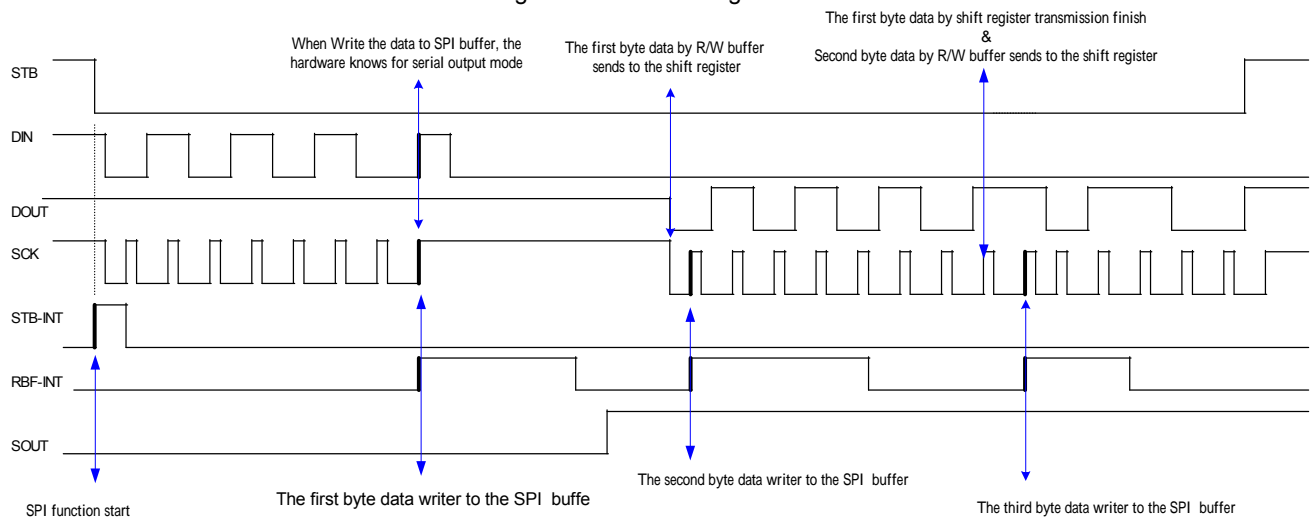 The first byte data by shift register transmission finish
&
Second byte data by R/W buffer sends to the shift register
When Write the data to SPI buffer, the
hardware knows for serial output mode
The first byte data by R/W buffer
sends to the shift register
STB
DIN
DOUT
SCK
STB-INT
RBF-INT
SOUT
SPI function start
The first byte data writer to the SPI buffe
The second byte data writer to the SPI buffer
The third byte data writer to the SPI buffer